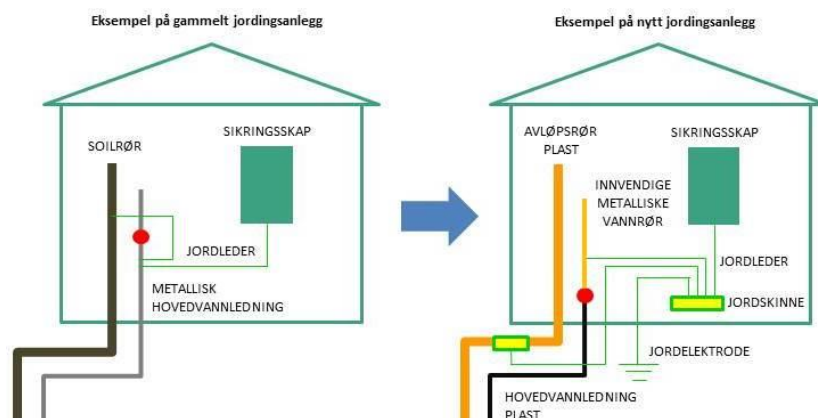 Eksempel på gammelt jordingsanlegg
SOILRØR
SIKRINGSSKAP
JORDLEDER
METALLISK
HOVEDVANNLEDNING
Eksempel på nytt jordingsanlegg
AVLØPSRØR
PLAST
SIKRINGSSKAP
INNVENDIGE
METALLISKE
VANNRØR
JORDLEDER
JORDSKINNE
JORDELEKTRODE
HOVEDVANNLEDNING
PLAST